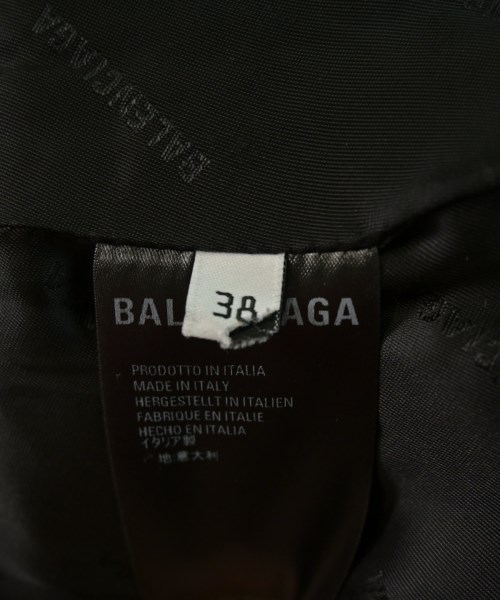 BALENCIAGA
38
BAL AGA
PRODOTTO IN ITALIA
MADE IN ITALY
HERGESTELLT IN ITALIEN
FABRIQUE EN ITALIE
HECHO EN ITALIA
イタリア製
产地:意大利